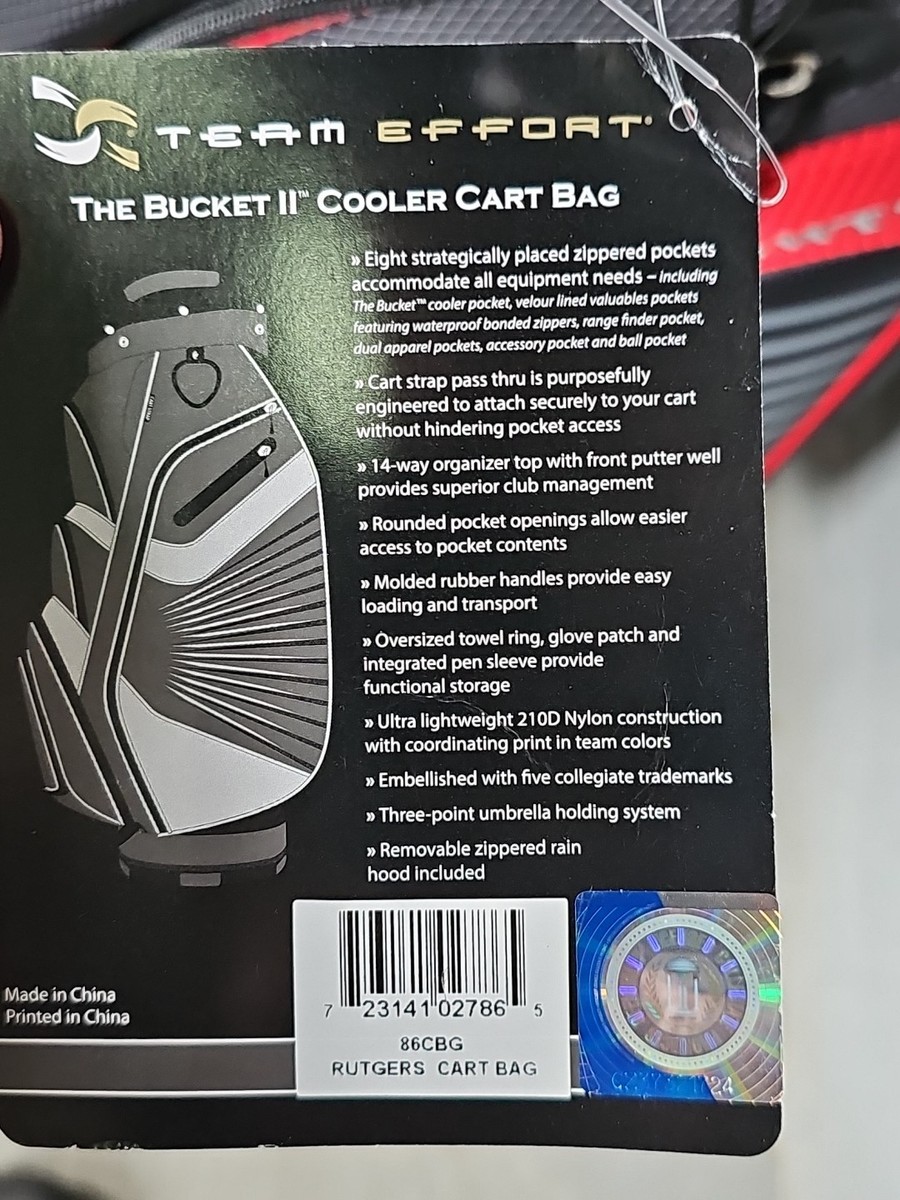 TEAM EFFORT
THE BUCKET II™ COOLER CART BAG
» Eight strategically placed zippered pockets
accommodate all equipment needs – including
The Bucket™ cooler pocket, velour lined valuables pockets
featuring waterproof bonded zippers, range finder pocket,
dual apparel pockets, accessory pocket and ball pocket
» Cart strap pass thru is purposefully
engineered to attach securely to your cart
without hindering pocket access
» 14-way organizer top with front putter well
provides superior club management
» Rounded pocket openings allow easier
access to pocket contents
» Molded rubber handles provide easy
loading and transport
» Oversized towel ring, glove patch and
integrated pen sleeve provide
functional storage
» Ultra lightweight 210D Nylon construction
with coordinating print in team colors
» Embellished with five collegiate trademarks
» Three-point umbrella holding system
» Removable zippered rain
hood included
Made in China
Printed in China
7 23141 02786 5
86CBG
RUTGERS CART BAG